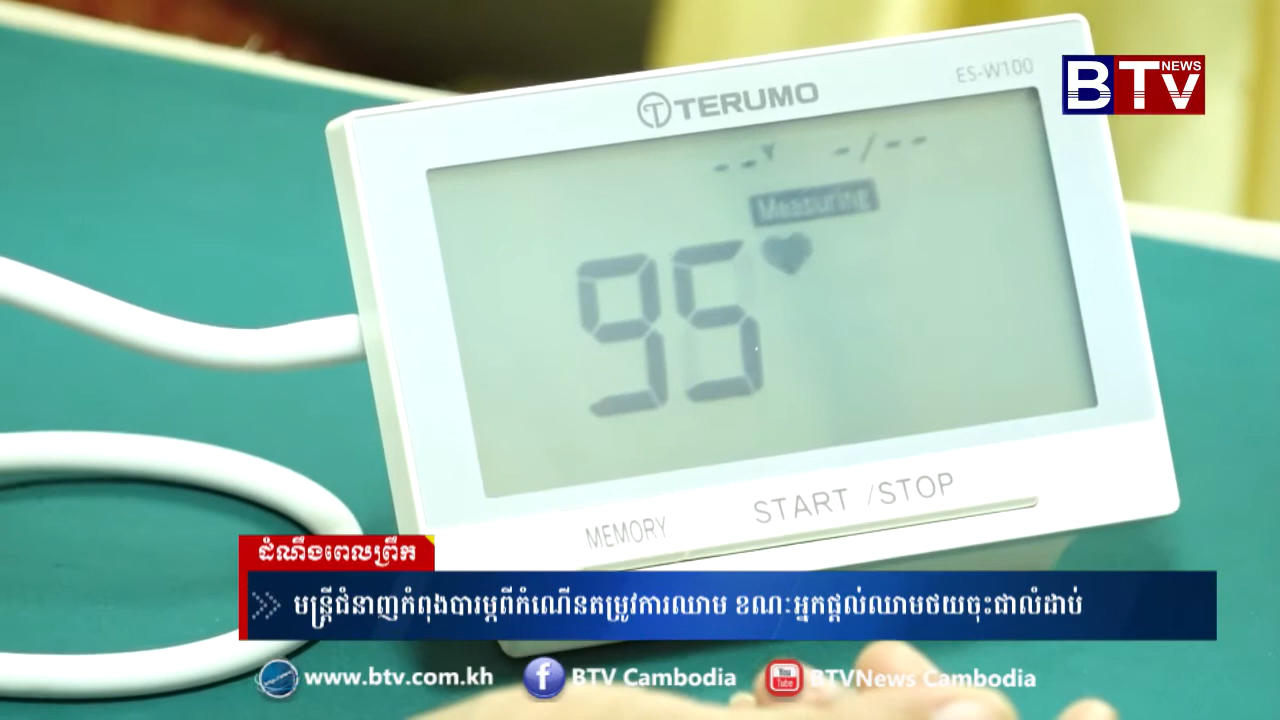 BTV NEWS
TERUMO
ES-W100
--Y -/--
Measuring
95
MEMORY
START / STOP
ដំណឹងពេលព្រឹក
មន្ត្រីជំនាញកំពុងបារម្ភពីកំណើនតម្រូវការឈាម ខណៈអ្នកផ្តល់ឈាមថយចុះជាលំដាប់
www.btv.com.kh
BTV Cambodia
BTVNews Cambodia